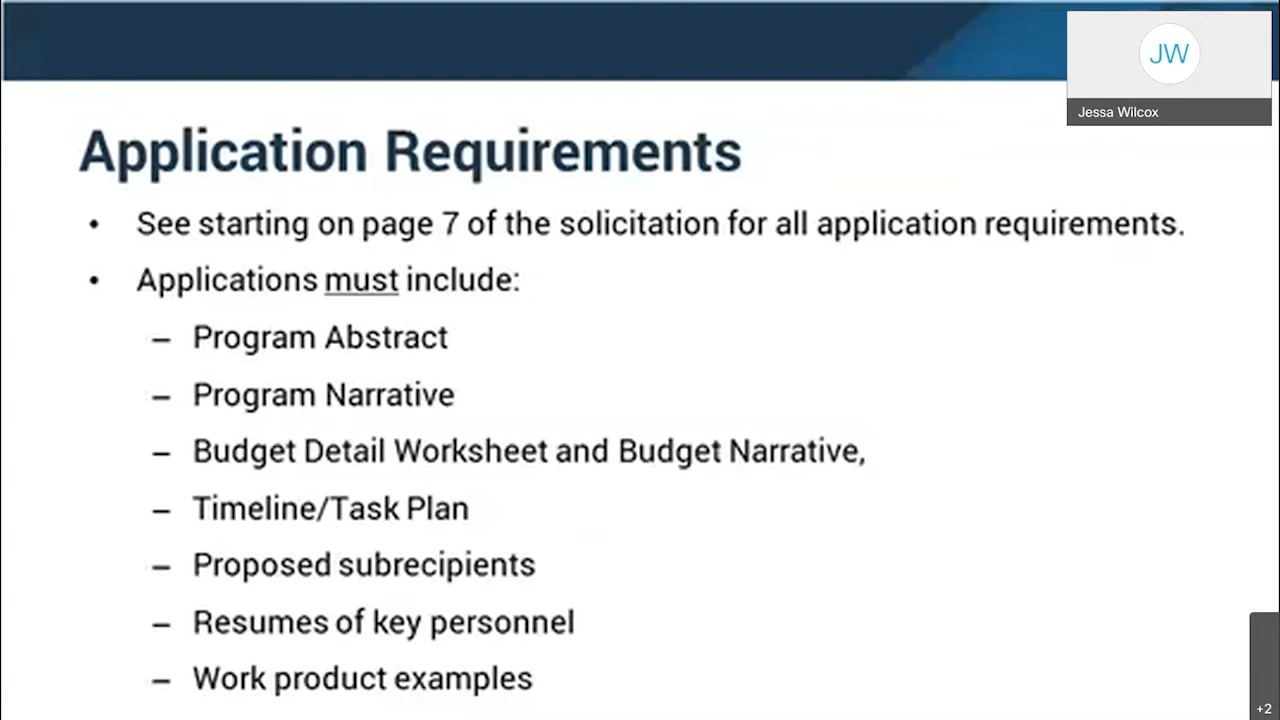 JW
Jessa Wilcox
Application Requirements
• See starting on page 7 of the solicitation for all application requirements.
• Applications must include:
– Program Abstract
– Program Narrative
– Budget Detail Worksheet and Budget Narrative,
– Timeline/Task Plan
– Proposed subrecipients
– Resumes of key personnel
– Work product examples
+2